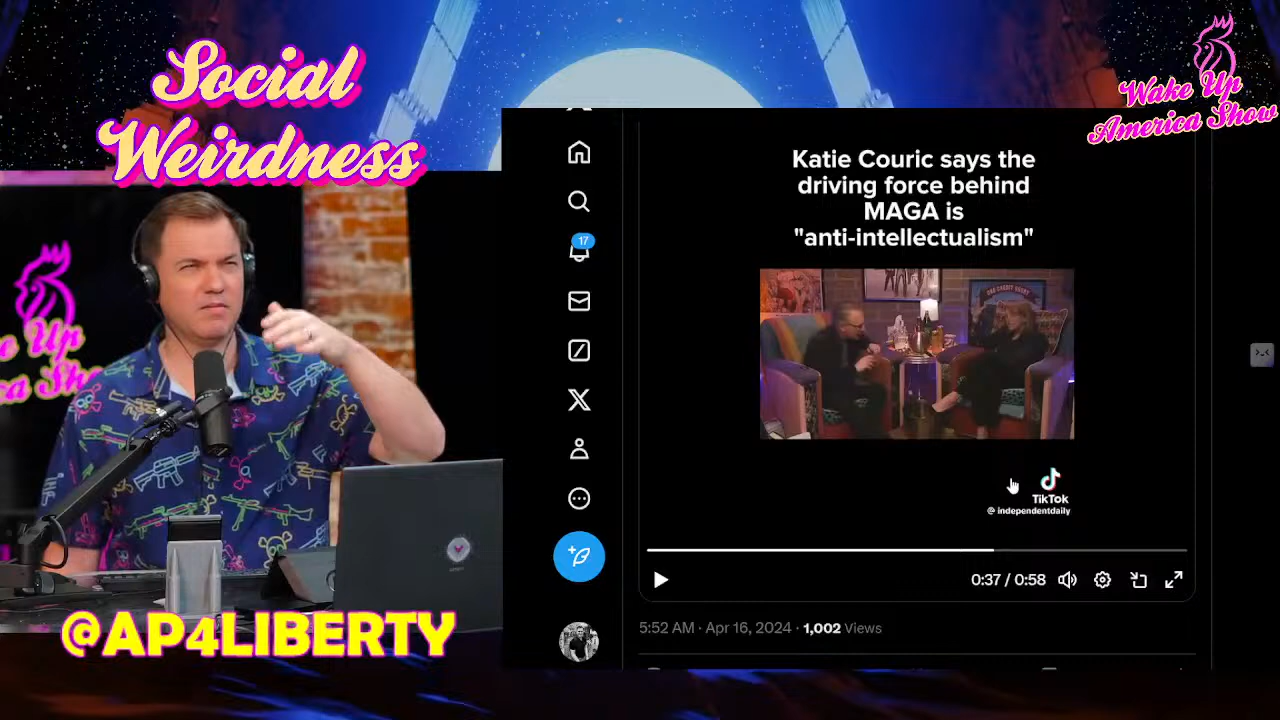 Social
Weirdness
Wake Up
America Show
Katie Couric says the
driving force behind
MAGA is
"anti-intellectualism"
17
TikTok
@ independentdaily
0:37 / 0:58
5:52 AM · Apr 16, 2024 · 1,002 Views
@AP4LIBERTY